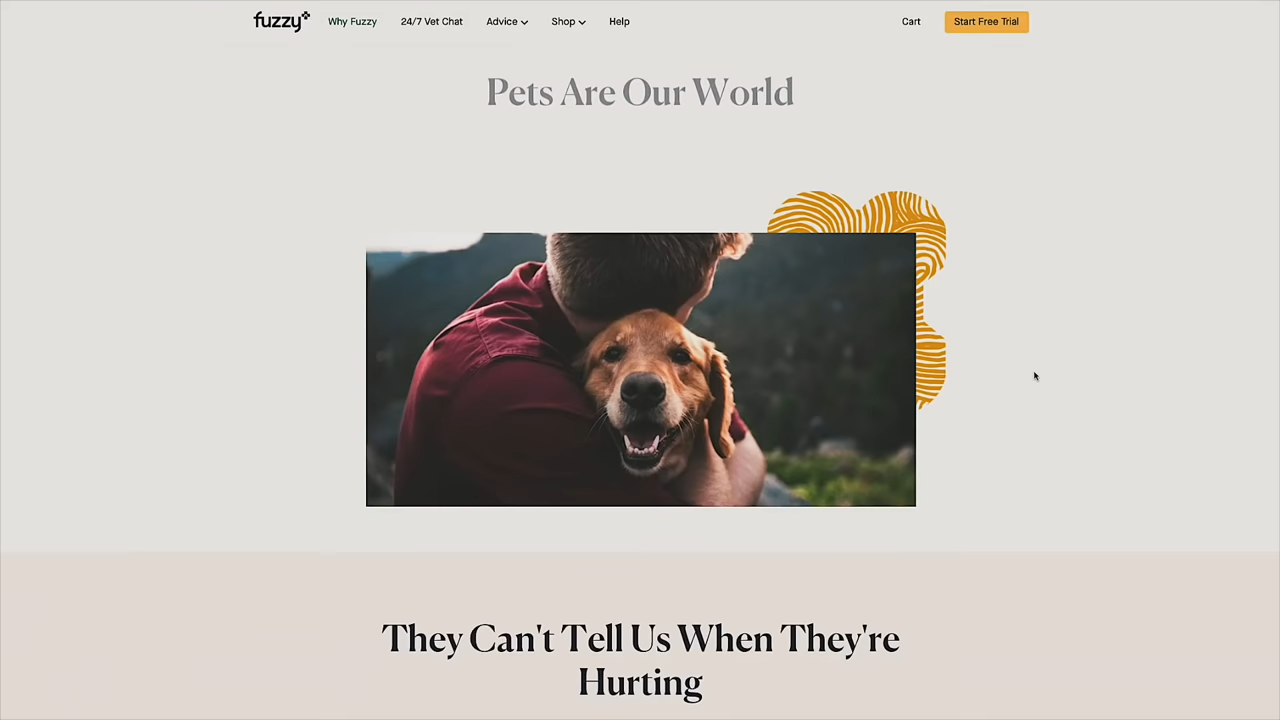 fuzzy
Why Fuzzy
24/7 Vet Chat
Advice
Shop
Help
Cart
Start Free Trial
Pets Are Our World
They Can't Tell Us When They're
Hurting